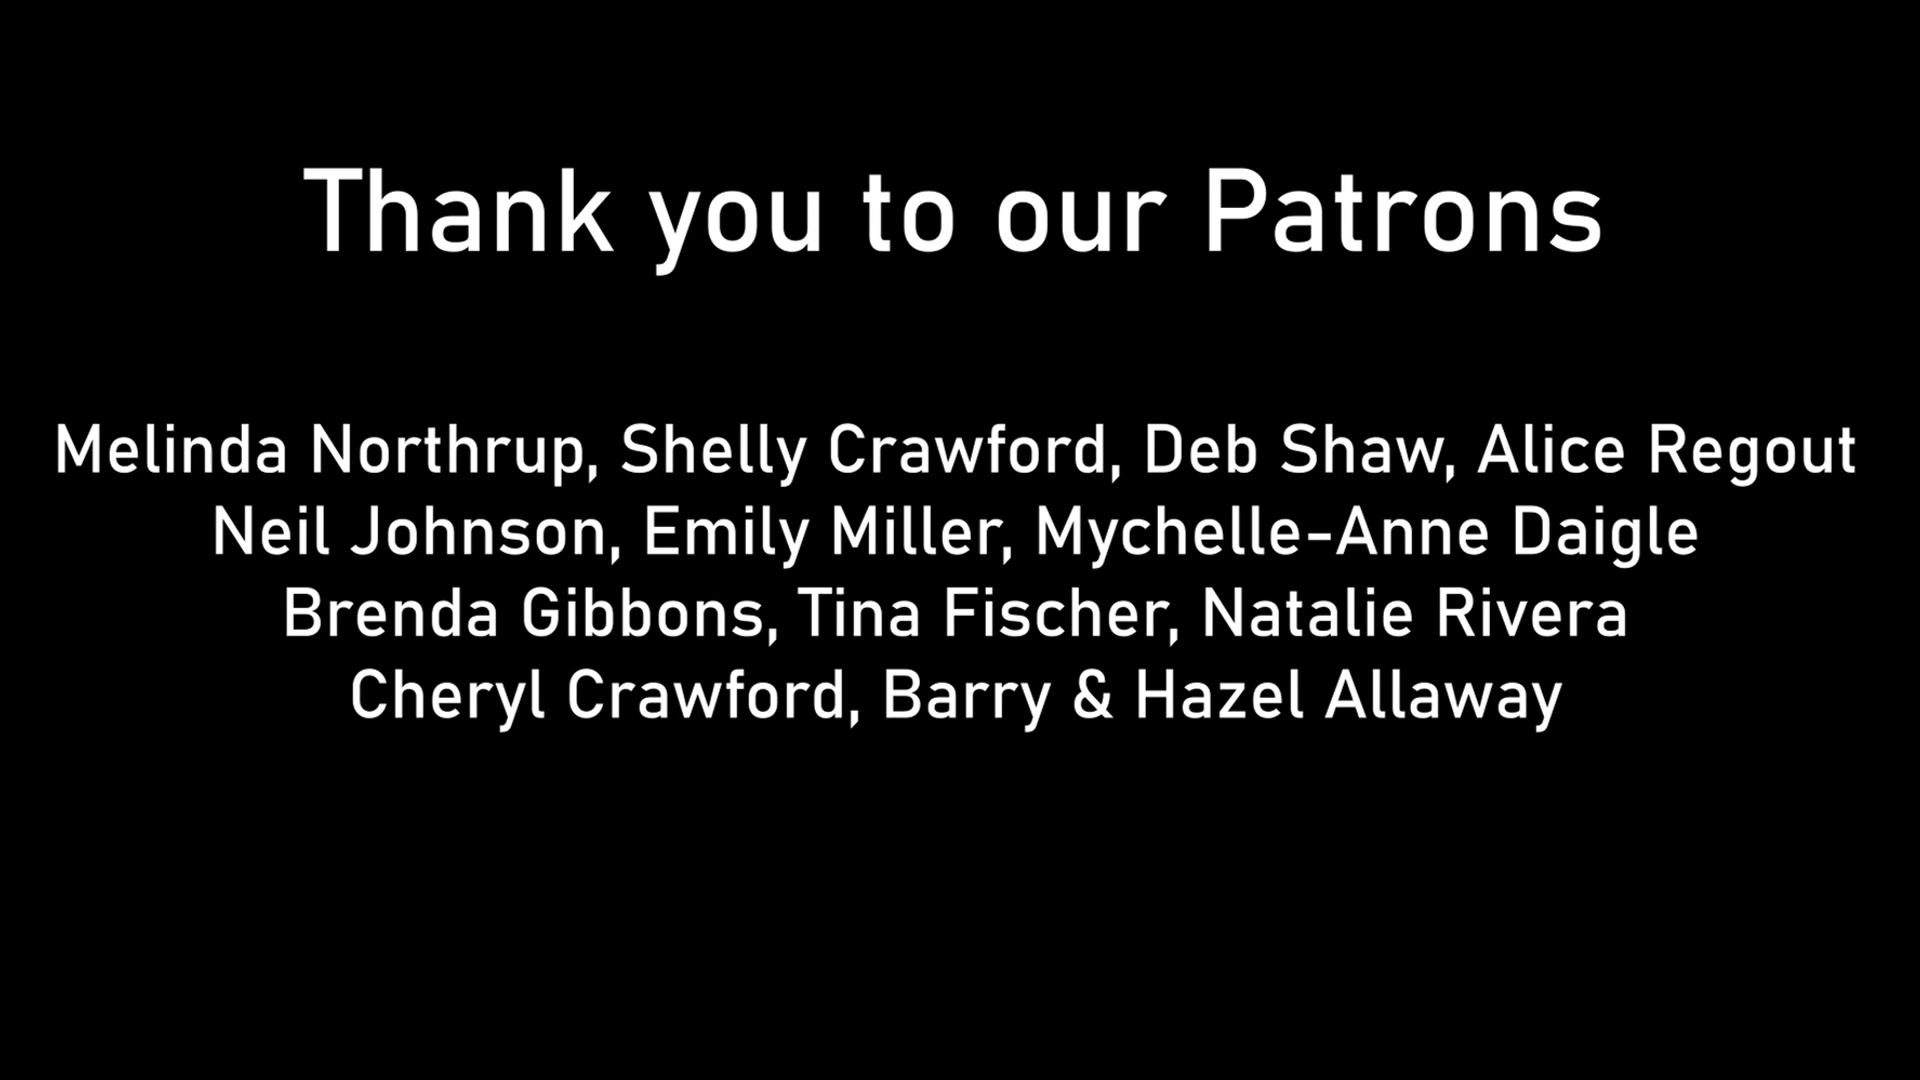 Thank you to our Patrons
Melinda Northrup, Shelly Crawford, Deb Shaw, Alice Regout
Neil Johnson, Emily Miller, Mychelle-Anne Daigle
Brenda Gibbons, Tina Fischer, Natalie Rivera
Cheryl Crawford, Barry & Hazel Allaway